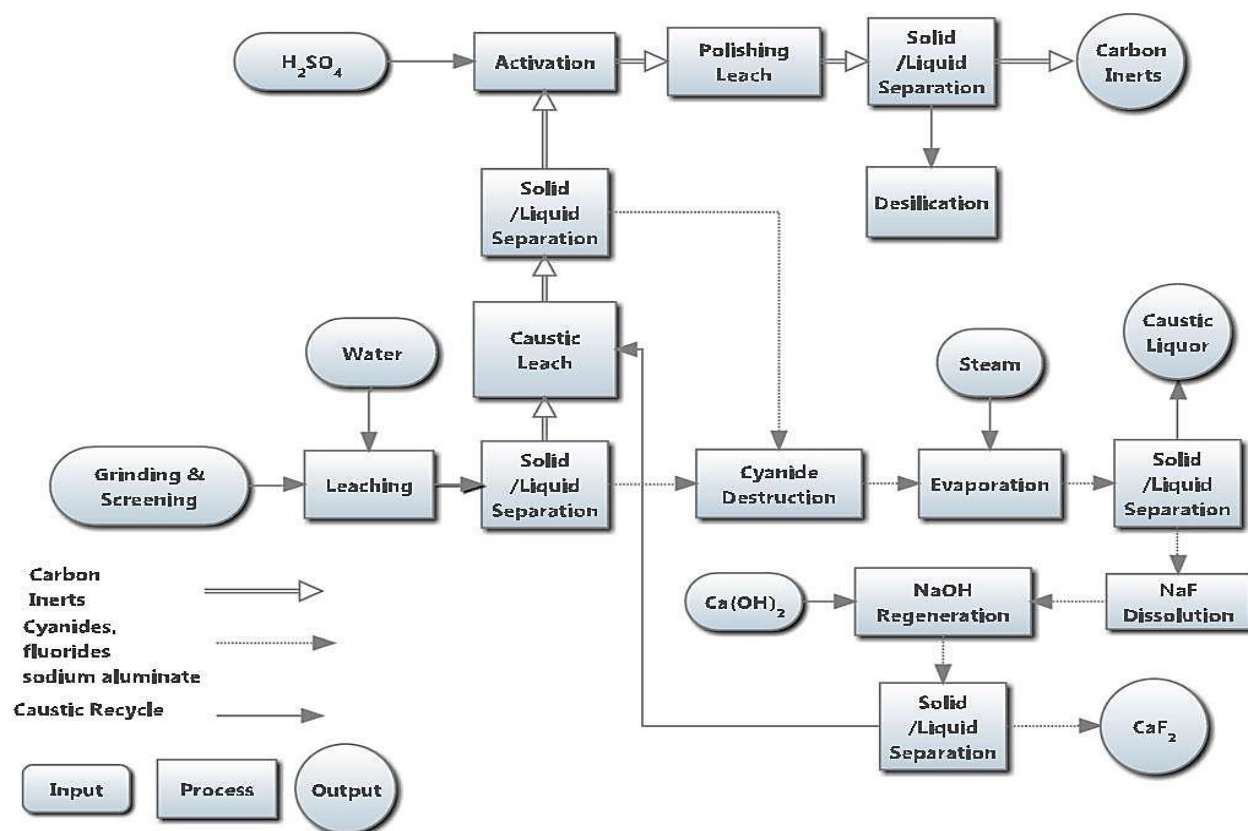 H₂SO₄
Activation
Polishing
Leach
Solid
/Liquid
Separation
Carbon
Inerts
Solid
/Liquid
Separation
Desilication
Water
Caustic
Leach
Steam
Caustic
Liquor
Grinding &
Screening
Leaching
Solid
/Liquid
Separation
Cyanide
Destruction
Evaporation
Solid
/Liquid
Separation
Ca(OH)₂
NaOH
Regeneration
NaF
Dissolution
Solid
/Liquid
Separation
CaF₂
Carbon
Inerts
Cyanides,
fluorides
sodium aluminate
Caustic Recycle
Input
Process
Output